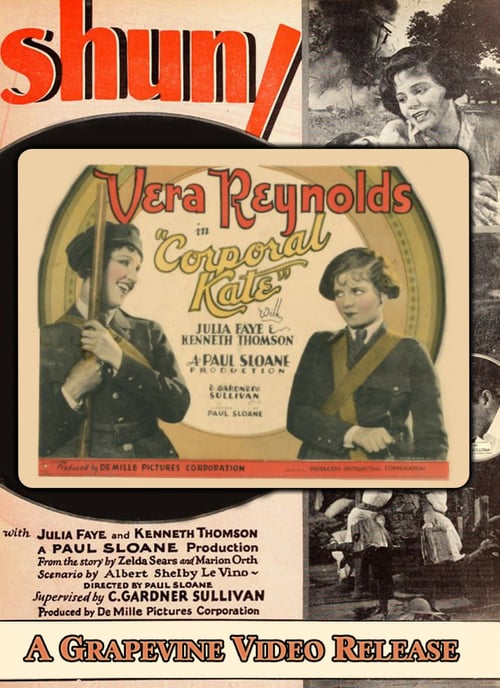 shun!
Vera Reynolds
in
"Corporal
Kate"
with
JULIA FAYE &
KENNETH THOMSON
A PAUL SLOANE
PRODUCTION
SULLIVAN
PAUL SLOANE
Produced by DEMILLE PICTURES CORPORATION
PRODUCERS DISTRIBUTING CORPORATION
with JULIA FAYE and KENNETH THOMSON
A PAUL SLOANE Production
From the story by Zelda Sears and Marion Orth
Scenario by Albert Shelby Le Vino ~
DIRECTED BY PAUL SLOANE
Supervised by C. GARDNER SULLIVAN
Produced by De Mille Pictures Corporation
A GRAPEVINE VIDEO RELEASE